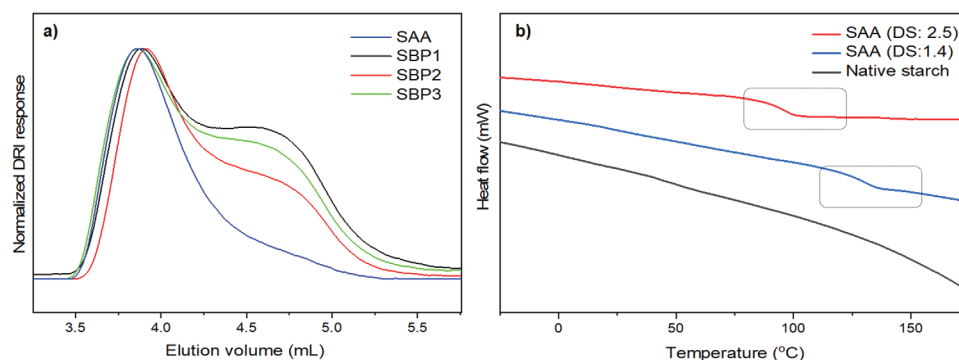 a)
SAA
SBP1
SBP2
SBP3
Normalized DRI response
3.5 4.0 4.5 5.0 5.5
Elution volume (mL)
b)
SAA (DS: 2.5)
SAA (DS:1.4)
Native starch
Heat flow (mW)
0 50 100 150
Temperature (°C)